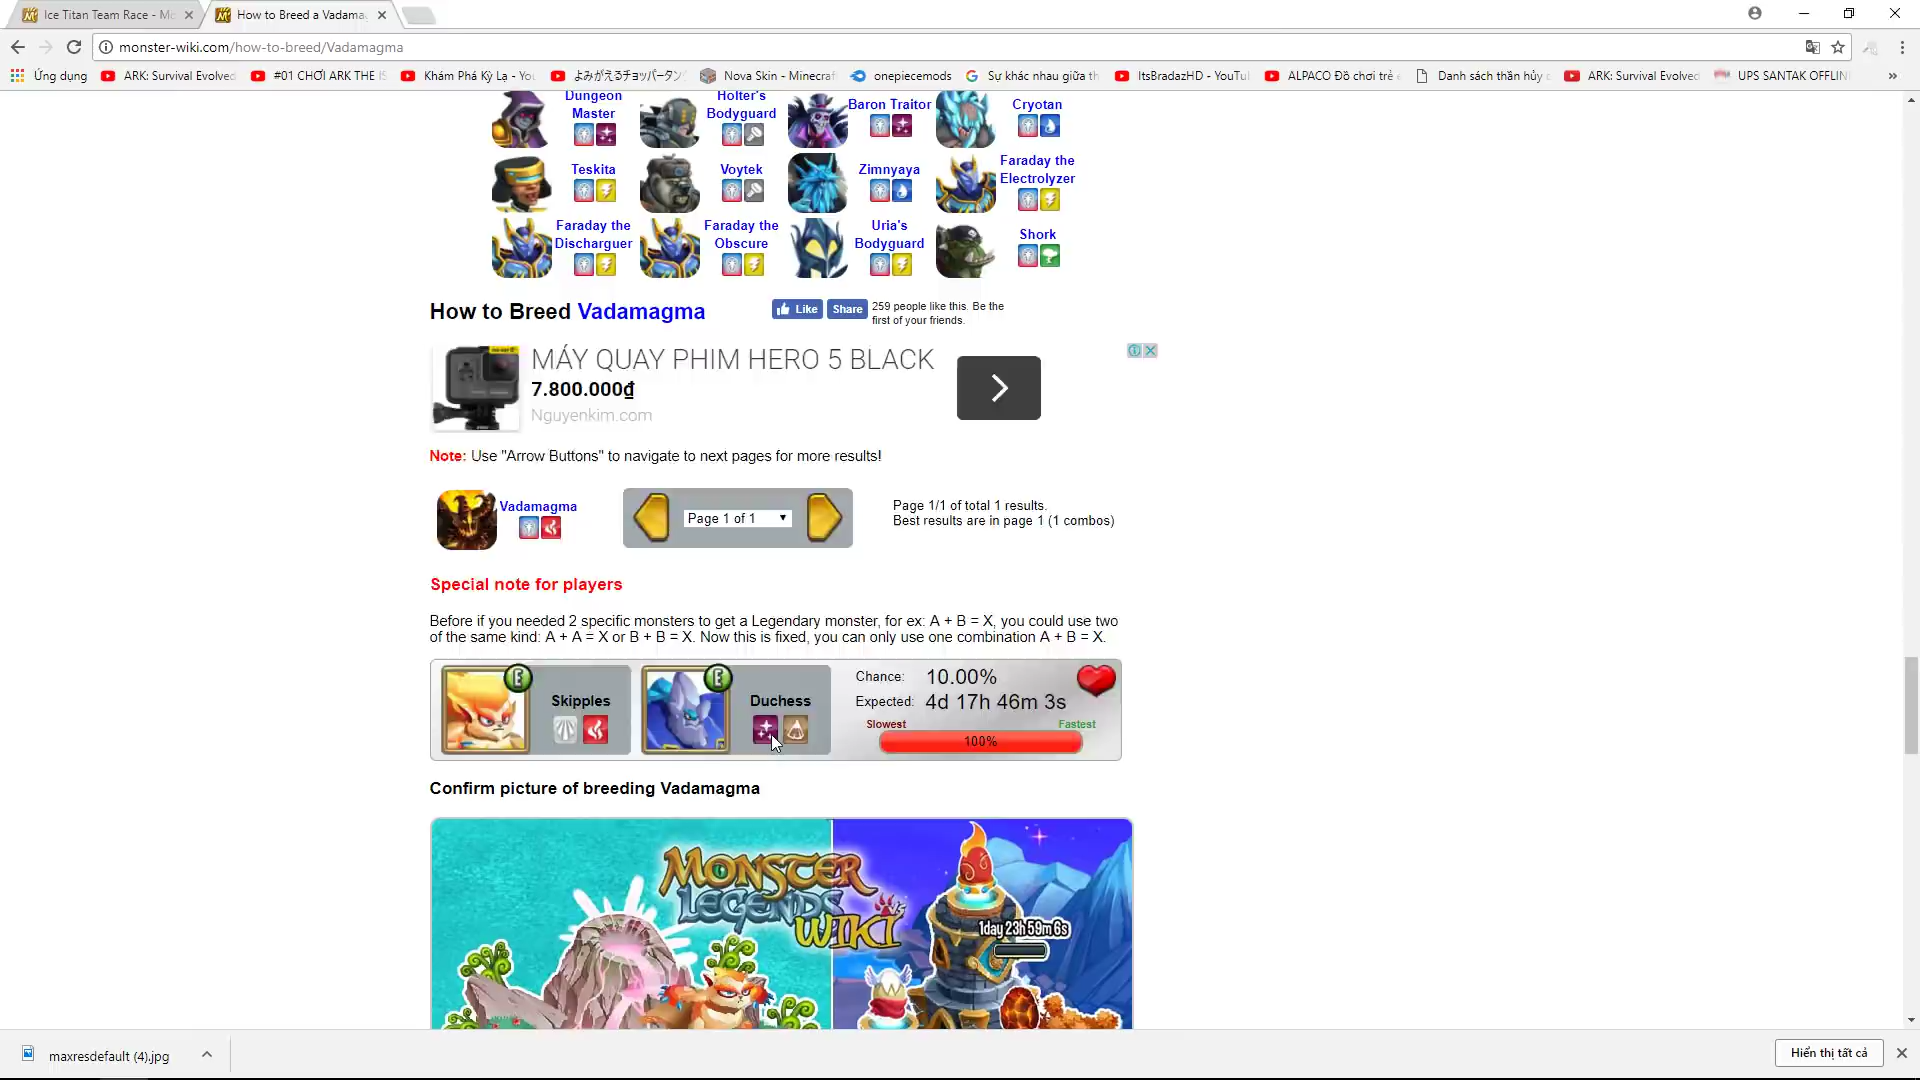 Ice Titan Team Race - Mo
How to Breed a Vadama
monster-wiki.com/how-to-breed/Vadamagma
Ứng dụng
ARK: Survival Evolved
#01 CHƠI ARK THE IS
Khám Phá Kỳ Lạ - You
よみがえるチョッパータン
Nova Skin - Minecraf
onepiecemods
Sự khác nhau giữa th
ItsBradazHD - YouTu
ALPACO Đồ chơi trẻ e
Danh sách thần hủy
ARK: Survival Evolved
UPS SANTAK OFFLIN
Dungeon Master
Holter's Bodyguard
Baron Traitor
Cryotan
Teskita
Voytek
Zimnyaya
Faraday the Electrolyzer
Faraday the Discharguer
Faraday the Obscure
Uria's Bodyguard
Shork
How to Breed Vadamagma
Like
Share
259 people like this. Be the
first of your friends.
MÁY QUAY PHIM HERO 5 BLACK
7.800.000₫
Nguyenkim.com
Note: Use "Arrow Buttons" to navigate to next pages for more results!
Vadamagma
Page 1 of 1
Page 1/1 of total 1 results.
Best results are in page 1 (1 combos)
Special note for players
Before if you needed 2 specific monsters to get a Legendary monster, for ex: A + B = X, you could use two
of the same kind: A + A = X or B + B = X. Now this is fixed, you can only use one combination A + B = X.
E
Skipples
E
Duchess
Chance: 10.00%
Expected: 4d 17h 46m 3s
Slowest
Fastest
100%
Confirm picture of breeding Vadamagma
MONSTER
LEGENDS
WIKI
1day 23h59m6s
maxresdefault (4).jpg
Hiển thị tất cả